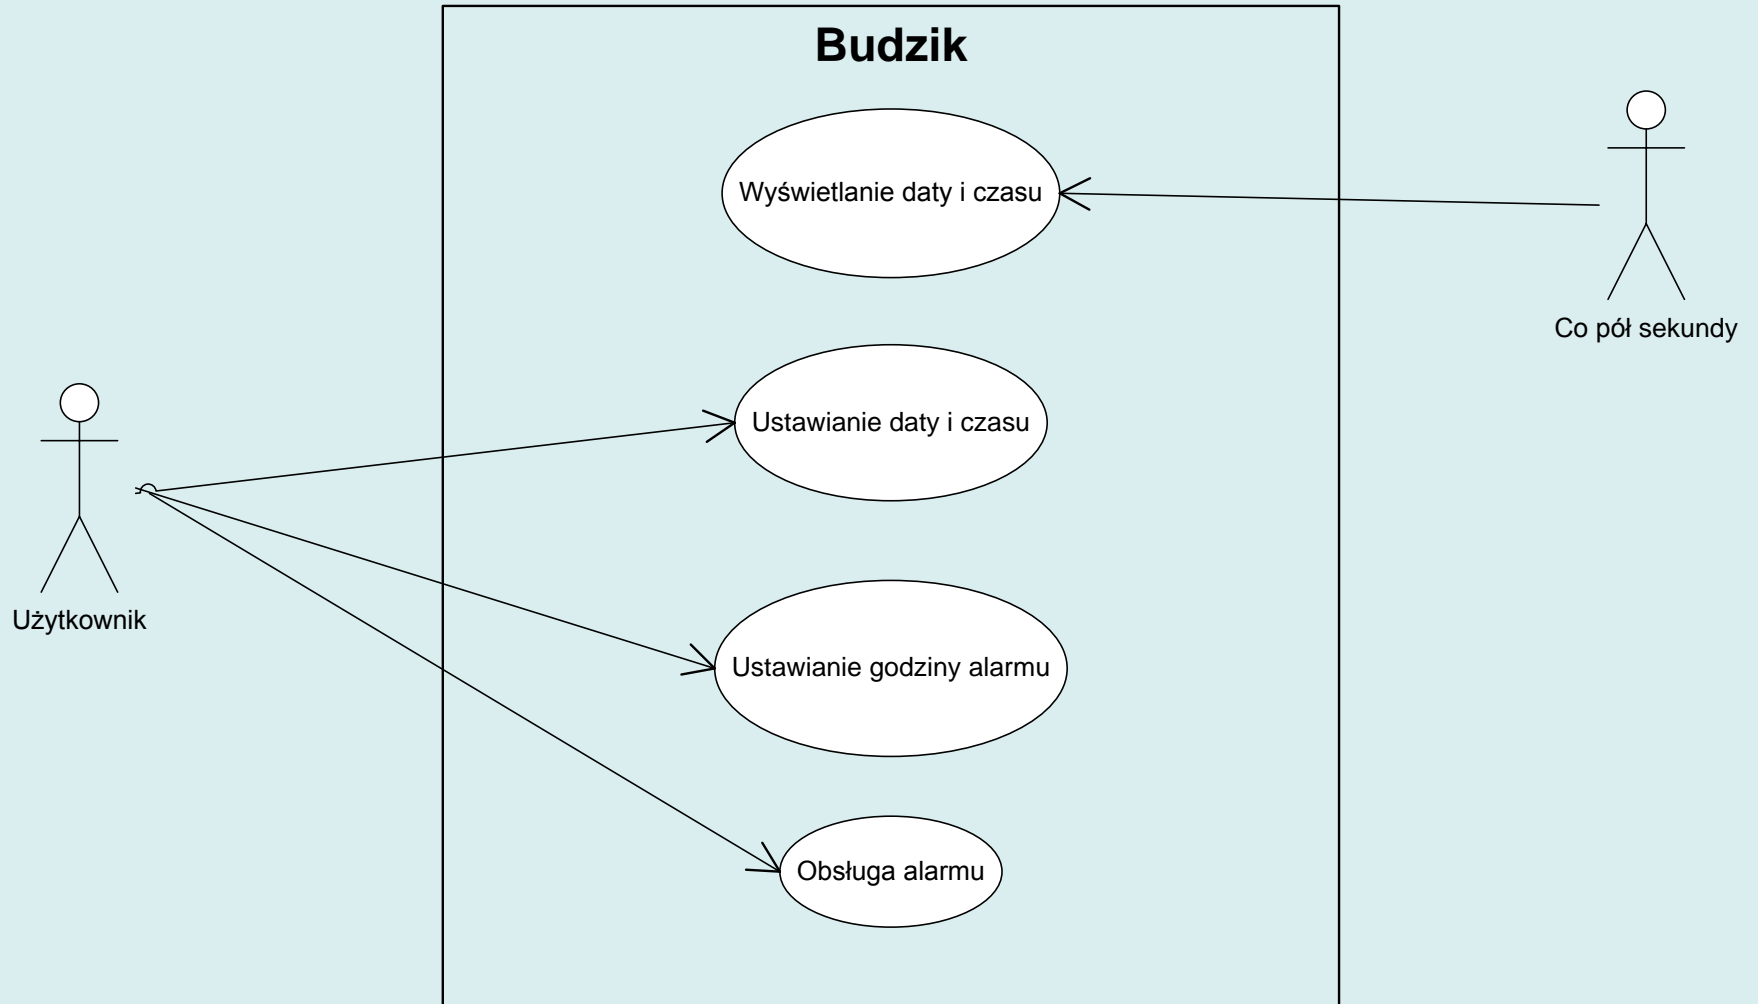 Budzik
Wyświetlanie daty i czasu
Co pół sekundy
Ustawianie daty i czasu
Użytkownik
Ustawianie godziny alarmu
Obsługa alarmu